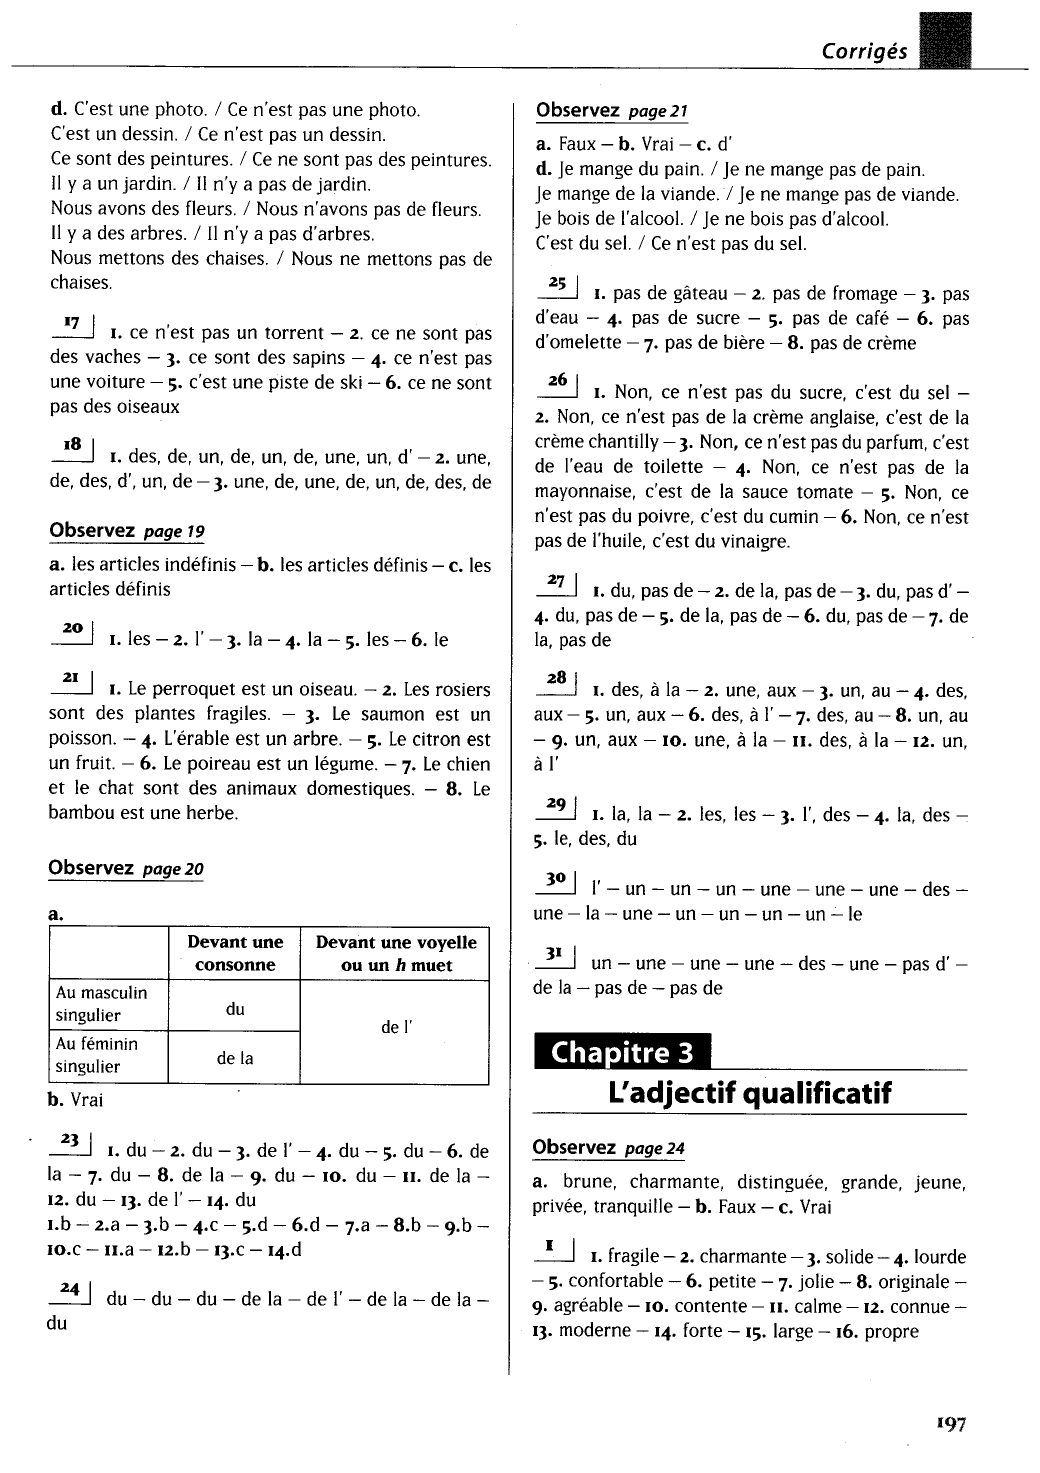 Corrigés
d. C'est une photo. / Ce n'est pas une photo.
C'est un dessin. / Ce n'est pas un dessin.
Ce sont des peintures. / Ce ne sont pas des peintures.
Il y a un jardin. / Il n'y a pas de jardin.
Nous avons des fleurs. / Nous n'avons pas de fleurs.
Il y a des arbres. / Il n'y a pas d'arbres.
Nous mettons des chaises. / Nous ne mettons pas de
chaises.
17 1. ce n'est pas un torrent – 2. ce ne sont pas
des vaches – 3. ce sont des sapins – 4. ce n'est pas
une voiture – 5. c'est une piste de ski – 6. ce ne sont
pas des oiseaux
18 1. des, de, un, de, un, de, une, un, d' – 2. une,
de, des, d', un, de – 3. une, de, une, de, un, de, des, de
Observez page 19
a. les articles indéfinis – b. les articles définis – c. les
articles définis
20 1. les – 2. l' – 3. la – 4. la – 5. les – 6. le
21 1. Le perroquet est un oiseau. – 2. Les rosiers
sont des plantes fragiles. – 3. Le saumon est un
poisson. – 4. L'érable est un arbre. – 5. Le citron est
un fruit. – 6. Le poireau est un légume. – 7. Le chien
et le chat sont des animaux domestiques. – 8. Le
bambou est une herbe.
Observez page 20
a.
Devant une consonne
Devant une voyelle ou un h muet
Au masculin singulier
du
de l'
Au féminin singulier
de la
b. Vrai
23 1. du – 2. du – 3. de l' – 4. du – 5. du – 6. de
la – 7. du – 8. de la – 9. du – 10. du – 11. de la –
12. du – 13. de l' – 14. du
1.b – 2.a – 3.b – 4.c – 5.d – 6.d – 7.a – 8.b – 9.b –
10.c – 11.a – 12.b – 13.c – 14.d
24 du – du – du – de la – de l' – de la – de la –
du
Observez page 21
a. Faux – b. Vrai – c. d'
d. Je mange du pain. / Je ne mange pas de pain.
Je mange de la viande. / Je ne mange pas de viande.
Je bois de l'alcool. / Je ne bois pas d'alcool.
C'est du sel. / Ce n'est pas du sel.
25 1. pas de gâteau – 2. pas de fromage – 3. pas
d'eau – 4. pas de sucre – 5. pas de café – 6. pas
d'omelette – 7. pas de bière – 8. pas de crème
26 1. Non, ce n'est pas du sucre, c'est du sel –
2. Non, ce n'est pas de la crème anglaise, c'est de la
crème chantilly – 3. Non, ce n'est pas du parfum, c'est
de l'eau de toilette – 4. Non, ce n'est pas de la
mayonnaise, c'est de la sauce tomate – 5. Non, ce
n'est pas du poivre, c'est du cumin – 6. Non, ce n'est
pas de l'huile, c'est du vinaigre.
27 1. du, pas de – 2. de la, pas de – 3. du, pas d' –
4. du, pas de – 5. de la, pas de – 6. du, pas de – 7. de
la, pas de
28 1. des, à la – 2. une, aux – 3. un, au – 4. des,
aux – 5. un, aux – 6. des, à l' – 7. des, au – 8. un, au
– 9. un, aux – 10. une, à la – 11. des, à la – 12. un,
à l'
29 1. la, la – 2. les, les – 3. l', des – 4. la, des –
5. le, des, du
30 l' – un – un – un – une – une – une – des –
une – la – une – un – un – un – un – le
31 un – une – une – une – des – une – pas d' –
de la – pas de – pas de
Chapitre 3
L'adjectif qualificatif
Observez page 24
a. brune, charmante, distinguée, grande, jeune,
privée, tranquille – b. Faux – c. Vrai
1 1. fragile – 2. charmante – 3. solide – 4. lourde
– 5. confortable – 6. petite – 7. jolie – 8. originale –
9. agréable – 10. contente – 11. calme – 12. connue –
13. moderne – 14. forte – 15. large – 16. propre
197